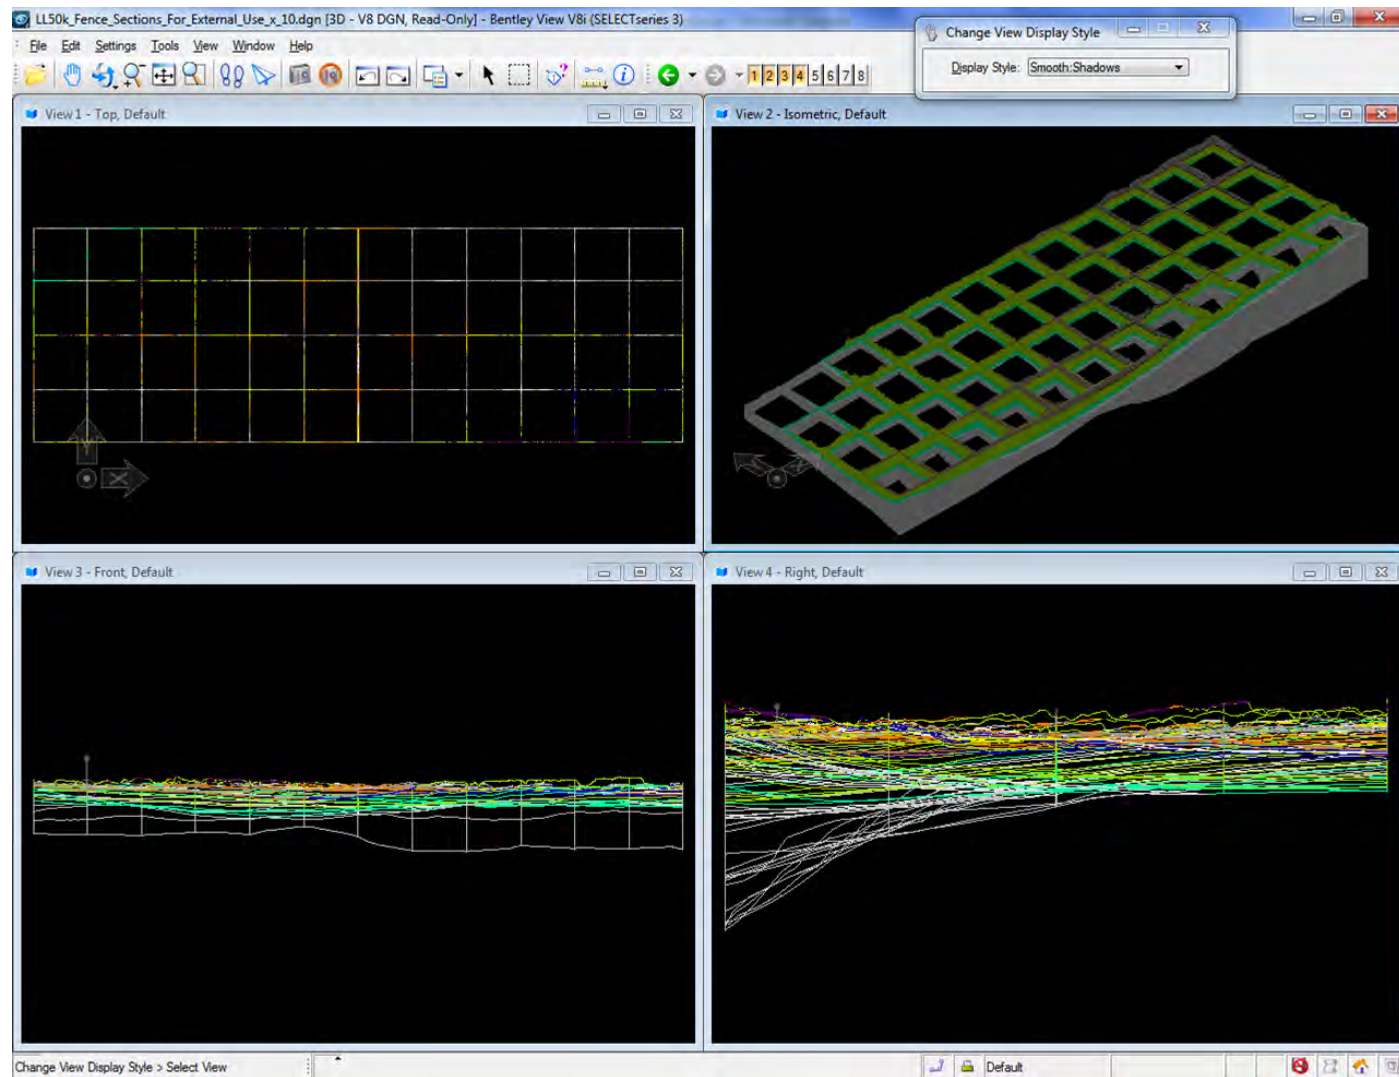 LL50k_Fence_Sections_For_External_Use_x_10.dgn [3D - V8 DGN, Read-Only] - Bentley View V8i (SELECTseries 3)
Change View Display Style
File Edit Settings Tools View Window Help
Display Style: Smooth:Shadows
1 2 3 4 5 6 7 8
View 1 - Top, Default
View 2 - Isometric, Default
Y
X
View 3 - Front, Default
View 4 - Right, Default
Change View Display Style > Select View
Default